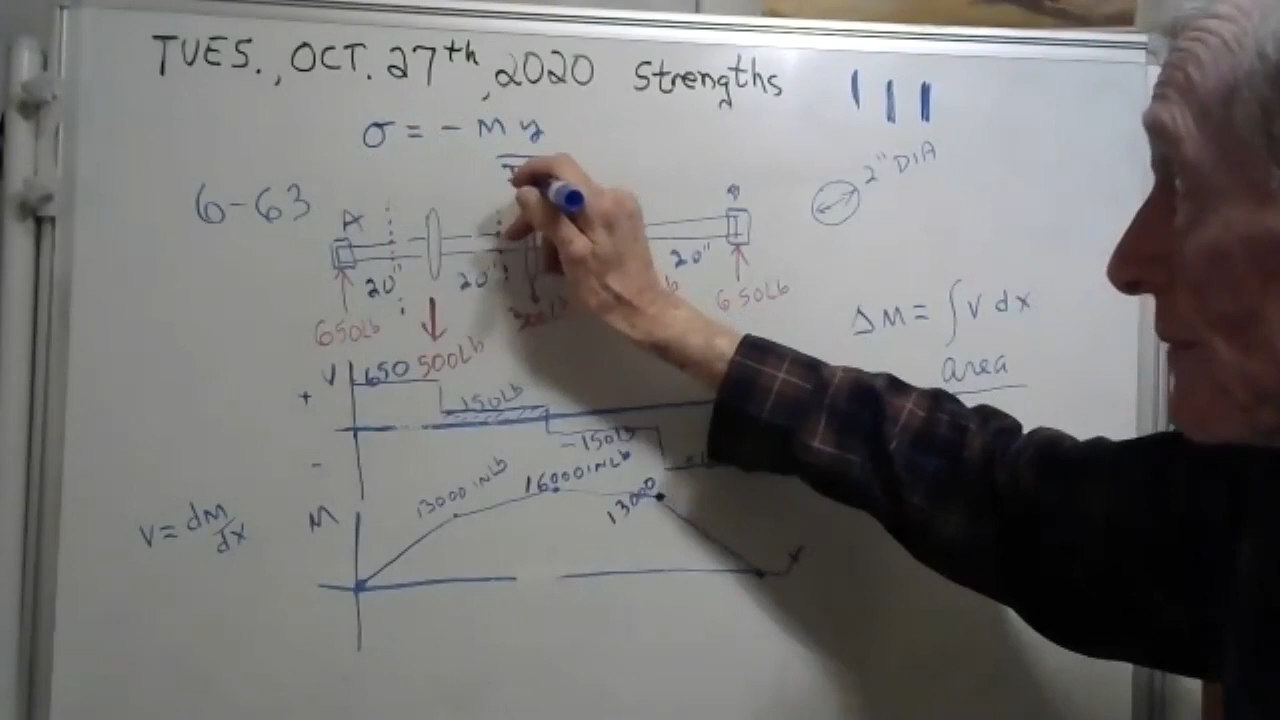 TUES., OCT. 27th, 2020 Strengths
σ = - M y
2" DIA
6-63
A
B
20" 20" 20"
650Lb 650Lb
500Lb
ΔM = ∫ V dx
area
V 650
+
150Lb
-150Lb
-
13000 INLb 16000 INLb 13000
M
V = dM
dx